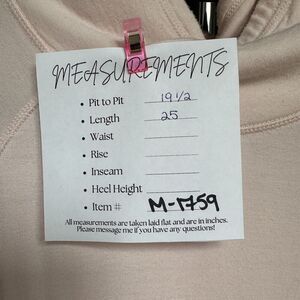 MEASUREMENTS
• Pit to Pit 19 1/2
• Length 25
• Waist
• Rise
• Inseam
• Heel Height
• Item # M-1759
All measurements are taken laid flat and are in inches.
Please message me if you have any questions!